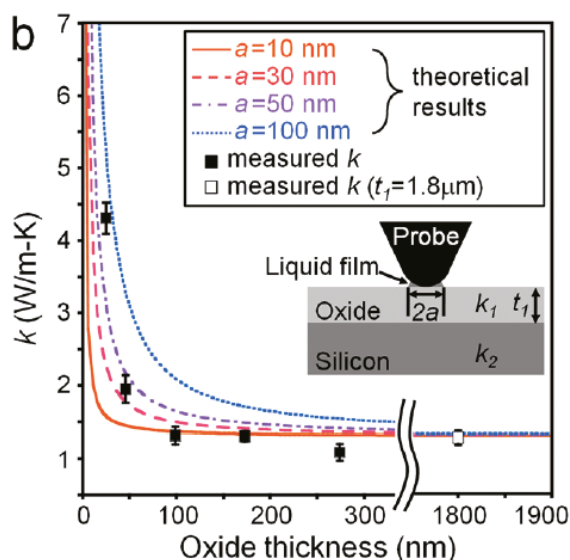 b
7
6
5
4
3
2
1
k (W/m-K)
a=10 nm
a=30 nm
a=50 nm
a=100 nm
theoretical
results
measured k
measured k (t₁=1.8μm)
Probe
Liquid film
Oxide
2a
k₁
t₁
Silicon
k₂
0 100 200 300 1800 1900
Oxide thickness (nm)